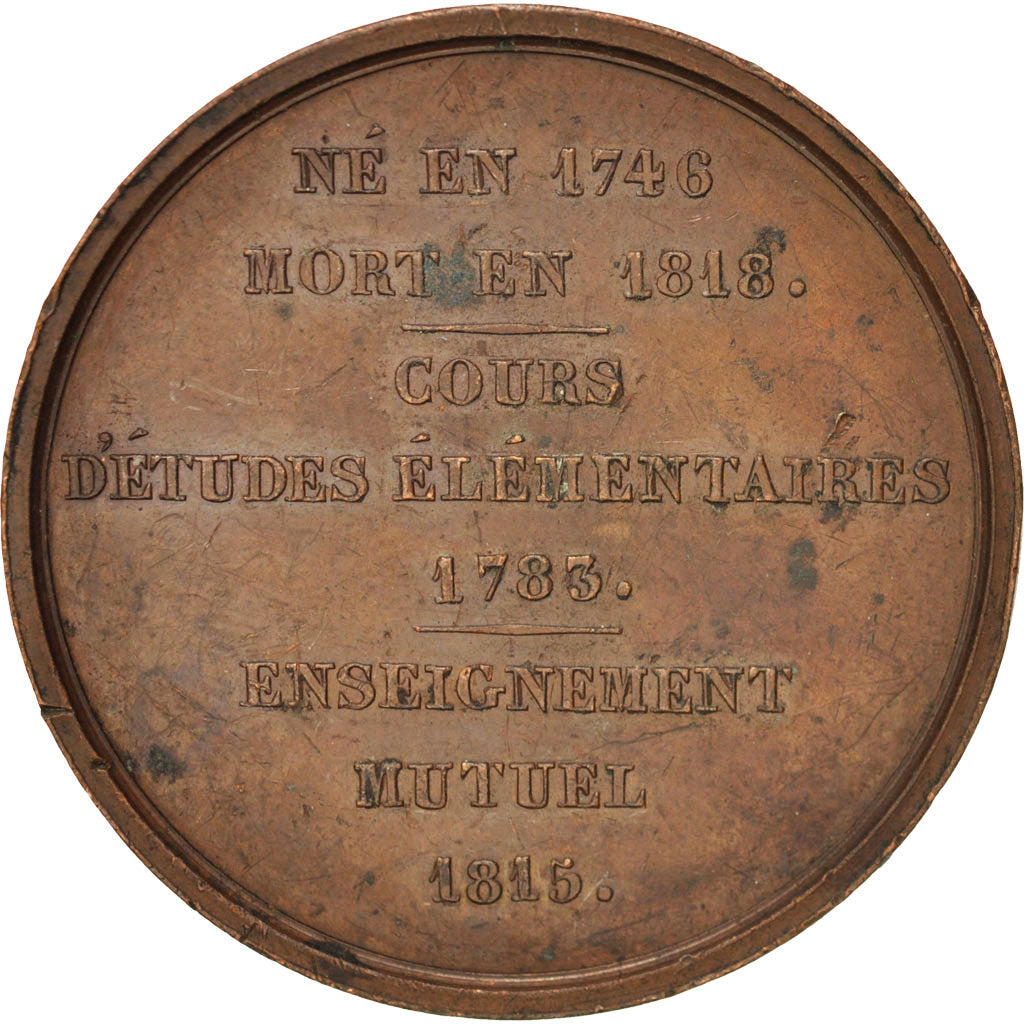 NÉ EN 1746
MORT EN 1818.
COURS
D'ÉTUDES ÉLÉMENTAIRES
1783.
ENSEIGNEMENT
MUTUEL
1815.